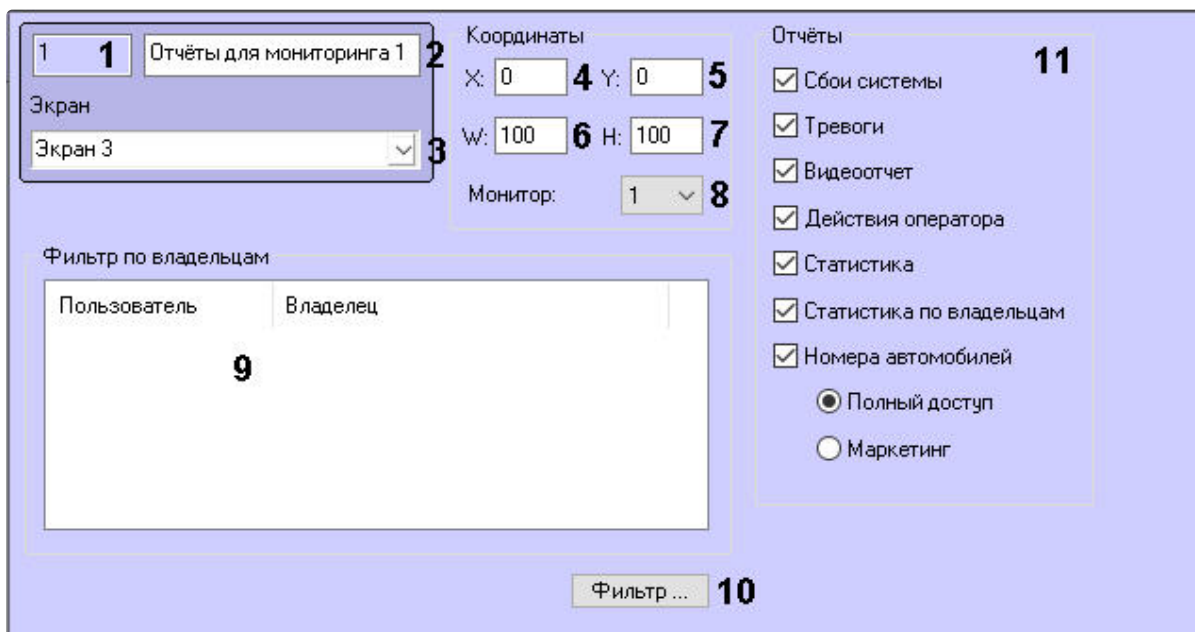 1 1 Отчёты для мониторинга 1 2
Экран
Экран 3 3
Координаты
X: 0 4 Y: 0 5
W: 100 6 H: 100 7
Монитор: 1 8
Фильтр по владельцам
Пользователь Владелец
9
Фильтр ... 10
Отчёты
11
Сбои системы
Тревоги
Видеоотчет
Действия оператора
Статистика
Статистика по владельцам
Номера автомобилей
Полный доступ
Маркетинг